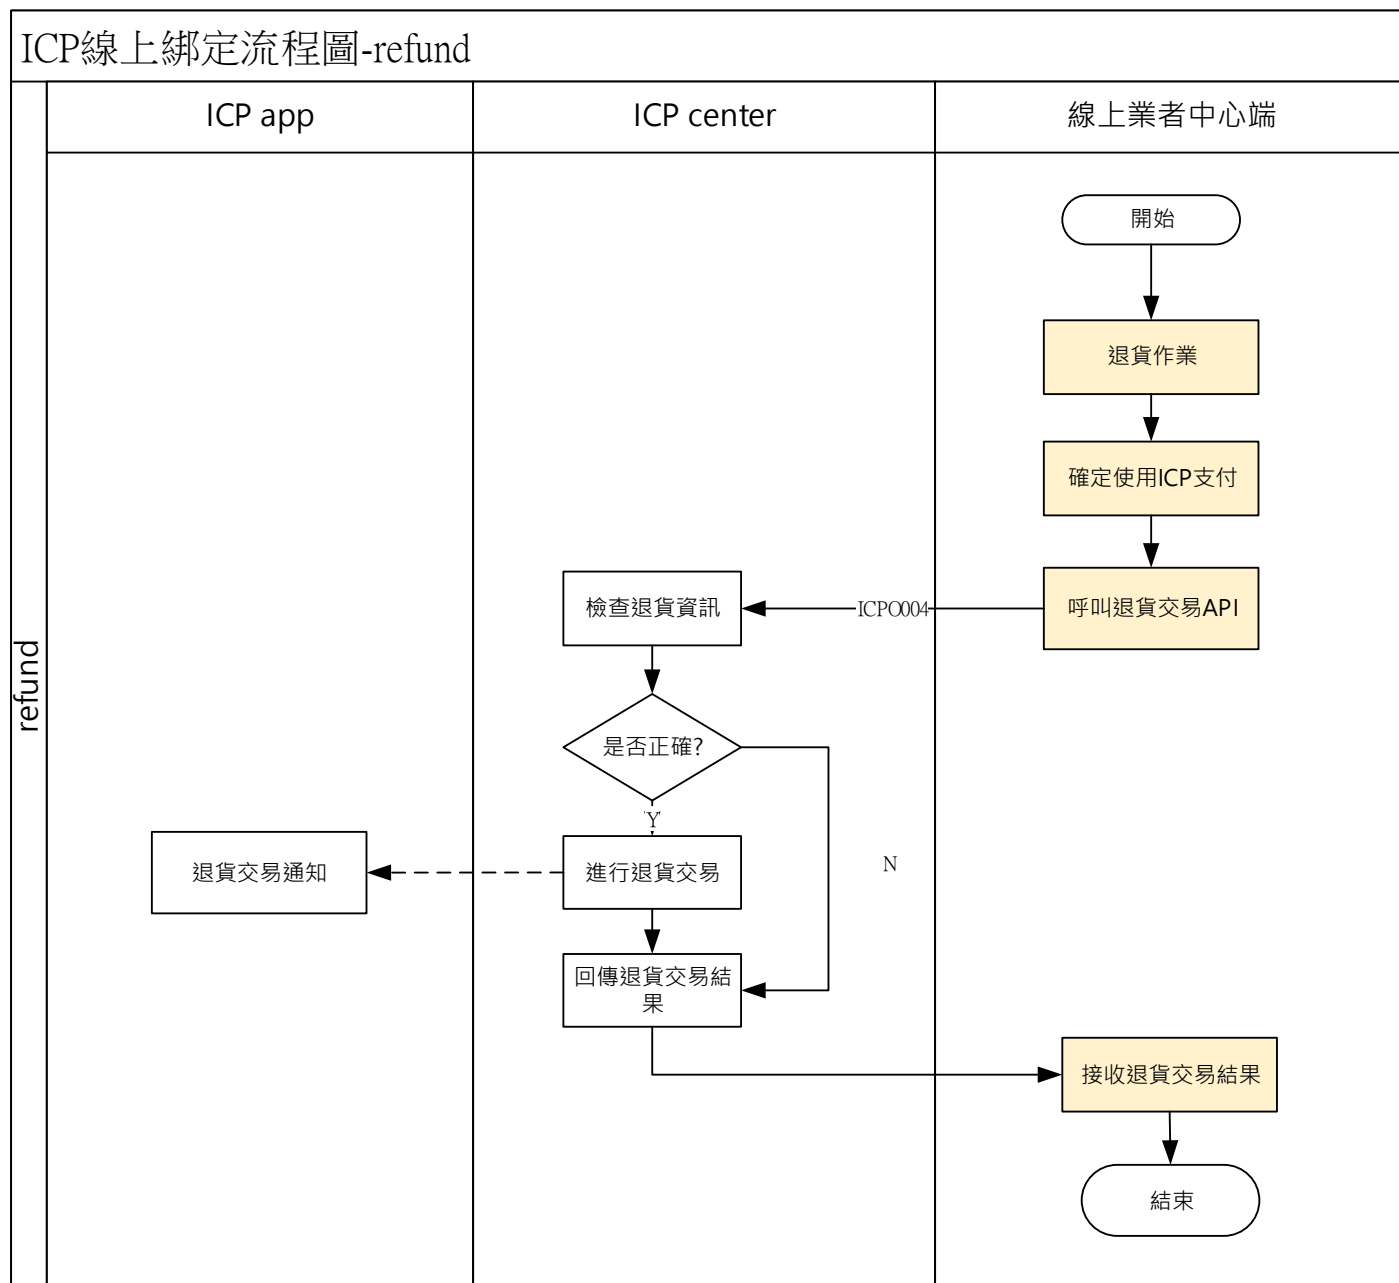 ICP線上綁定流程圖-refund
ICP app
ICP center
線上業者中心端
refund
開始
退貨作業
確定使用ICP支付
呼叫退貨交易API
ICPO004
檢查退貨資訊
是否正確?
Y
N
進行退貨交易
退貨交易通知
回傳退貨交易結
果
接收退貨交易結果
結束